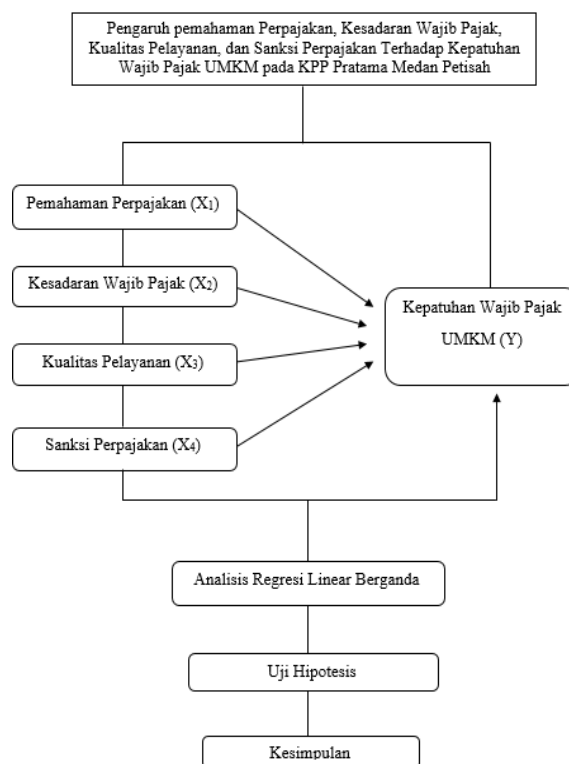 Pengaruh pemahaman Perpajakan, Kesadaran Wajib Pajak,
Kualitas Pelayanan, dan Sanksi Perpajakan Terhadap Kepatuhan
Wajib Pajak UMKM pada KPP Pratama Medan Petisah
Pemahaman Perpajakan (X1)
Kesadaran Wajib Pajak (X2)
Kualitas Pelayanan (X3)
Sanksi Perpajakan (X4)
Kepatuhan Wajib Pajak
UMKM (Y)
Analisis Regresi Linear Berganda
Uji Hipotesis
Kesimpulan